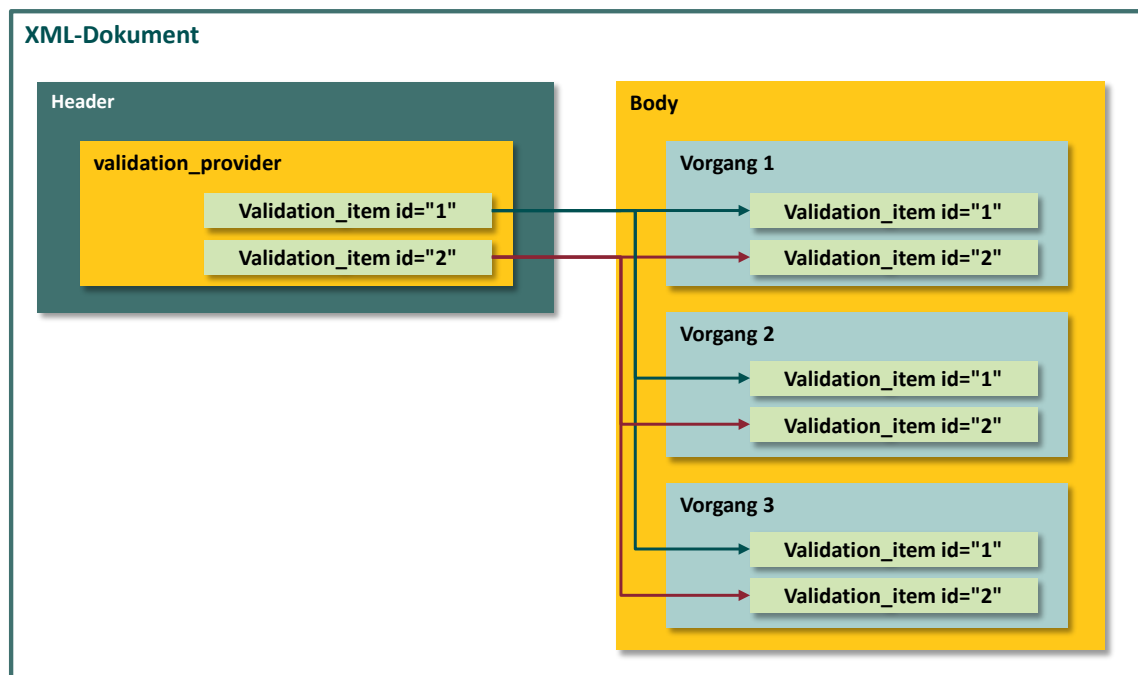 XML-Dokument
Header
validation_provider
Validation_item id="1"
Validation_item id="2"
Body
Vorgang 1
Validation_item id="1"
Validation_item id="2"
Vorgang 2
Validation_item id="1"
Validation_item id="2"
Vorgang 3
Validation_item id="1"
Validation_item id="2"